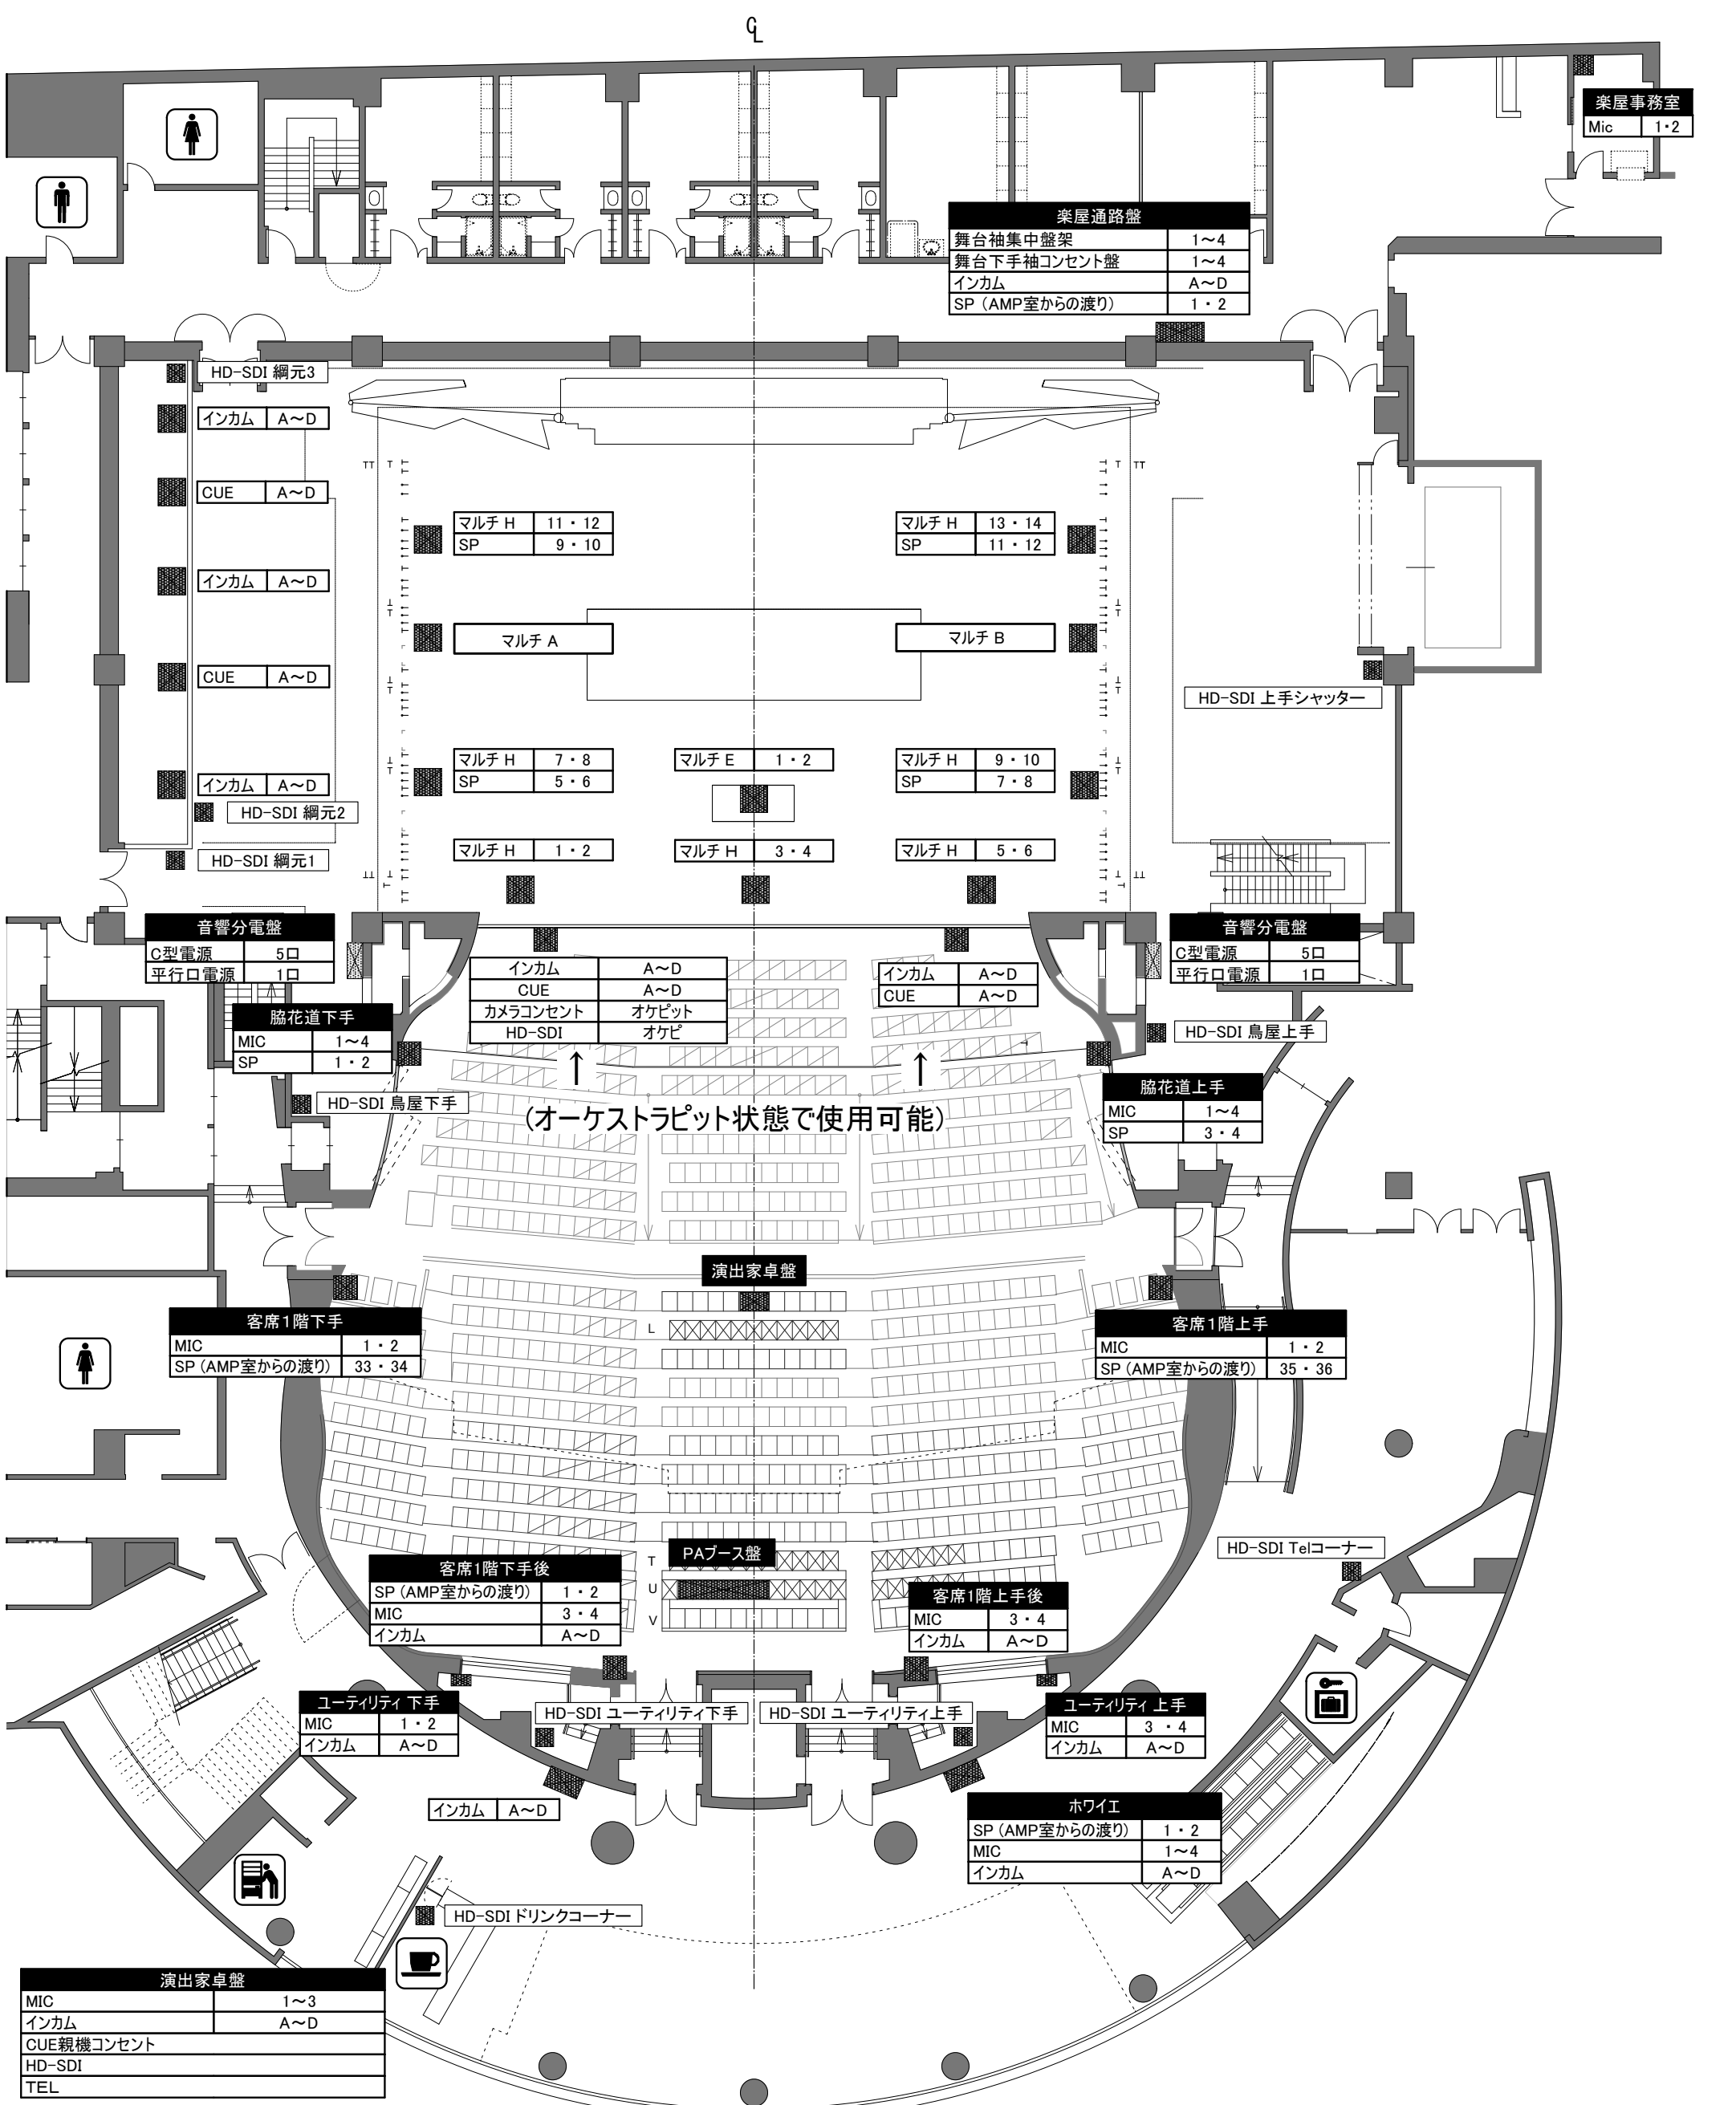 CL
楽屋事務室
Mic 1・2
楽屋通路盤
舞台袖集中盤架 1～4
舞台下手袖コンセント盤 1～4
インカム A～D
SP（AMP室からの渡り） 1・2
HD-SDI 綱元3
インカム A～D
CUE A～D
マルチ H 11・12
SP 9・10
マルチ H 13・14
SP 11・12
インカム A～D
マルチ A
マルチ B
CUE A～D
HD-SDI 上手シャッター
マルチ H 7・8
SP 5・6
マルチ E 1・2
マルチ H 9・10
SP 7・8
インカム A～D
HD-SDI 綱元2
HD-SDI 綱元1
マルチ H 1・2
マルチ H 3・4
マルチ H 5・6
音響分電盤
C型電源 5口
平行口電源 1口
音響分電盤
C型電源 5口
平行口電源 1口
インカム A～D
CUE A～D
カメラコンセント オケピット
HD-SDI オケピ
インカム A～D
CUE A～D
脇花道下手
MIC 1～4
SP 1・2
HD-SDI 鳥屋上手
HD-SDI 鳥屋下手
脇花道上手
MIC 1～4
SP 3・4
（オーケストラピット状態で使用可能）
演出家卓盤
客席1階下手
MIC 1・2
SP（AMP室からの渡り） 33・34
L
客席1階上手
MIC 1・2
SP（AMP室からの渡り） 35・36
HD-SDI Telコーナー
PAブース盤
T
U
V
客席1階下手後
SP（AMP室からの渡り） 1・2
MIC 3・4
インカム A～D
客席1階上手後
MIC 3・4
インカム A～D
ユーティリティ 下手
MIC 1・2
インカム A～D
HD-SDI ユーティリティ下手
HD-SDI ユーティリティ上手
ユーティリティ 上手
MIC 3・4
インカム A～D
インカム A～D
ホワイエ
SP（AMP室からの渡り） 1・2
MIC 1～4
インカム A～D
HD-SDI ドリンクコーナー
演出家卓盤
MIC 1～3
インカム A～D
CUE親機コンセント
HD-SDI
TEL